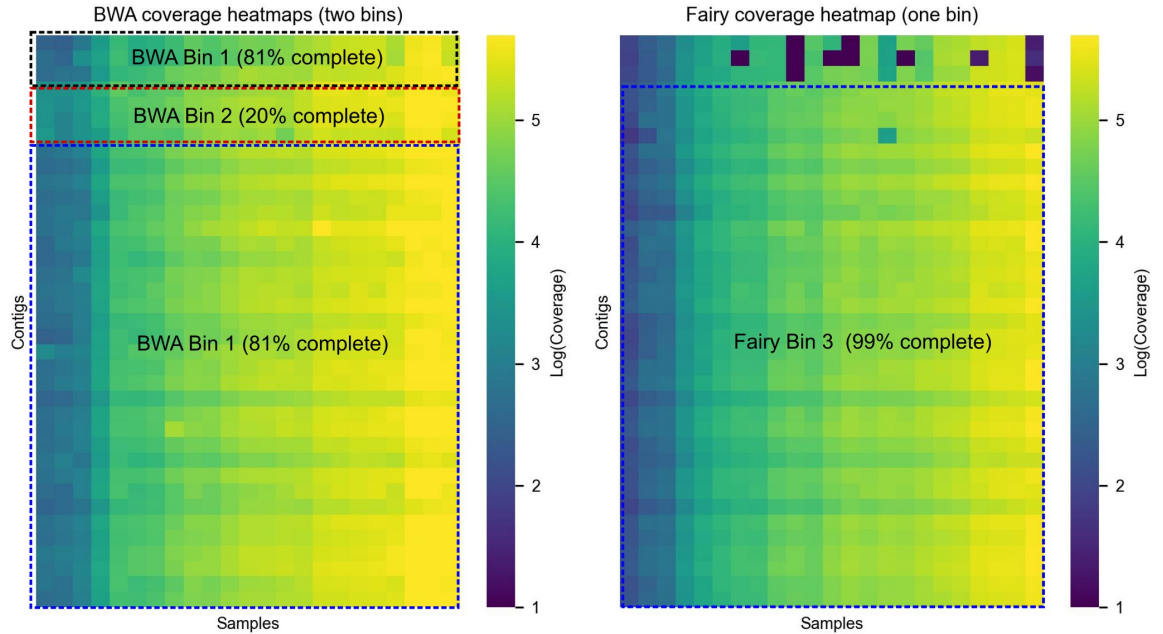 BWA coverage heatmaps (two bins)
BWA Bin 1 (81% complete)
BWA Bin 2 (20% complete)
BWA Bin 1 (81% complete)
Contigs
Samples
5
4
3
2
1
Log(Coverage)
Fairy coverage heatmap (one bin)
Fairy Bin 3 (99% complete)
Contigs
Samples
5
4
3
2
1
Log(Coverage)